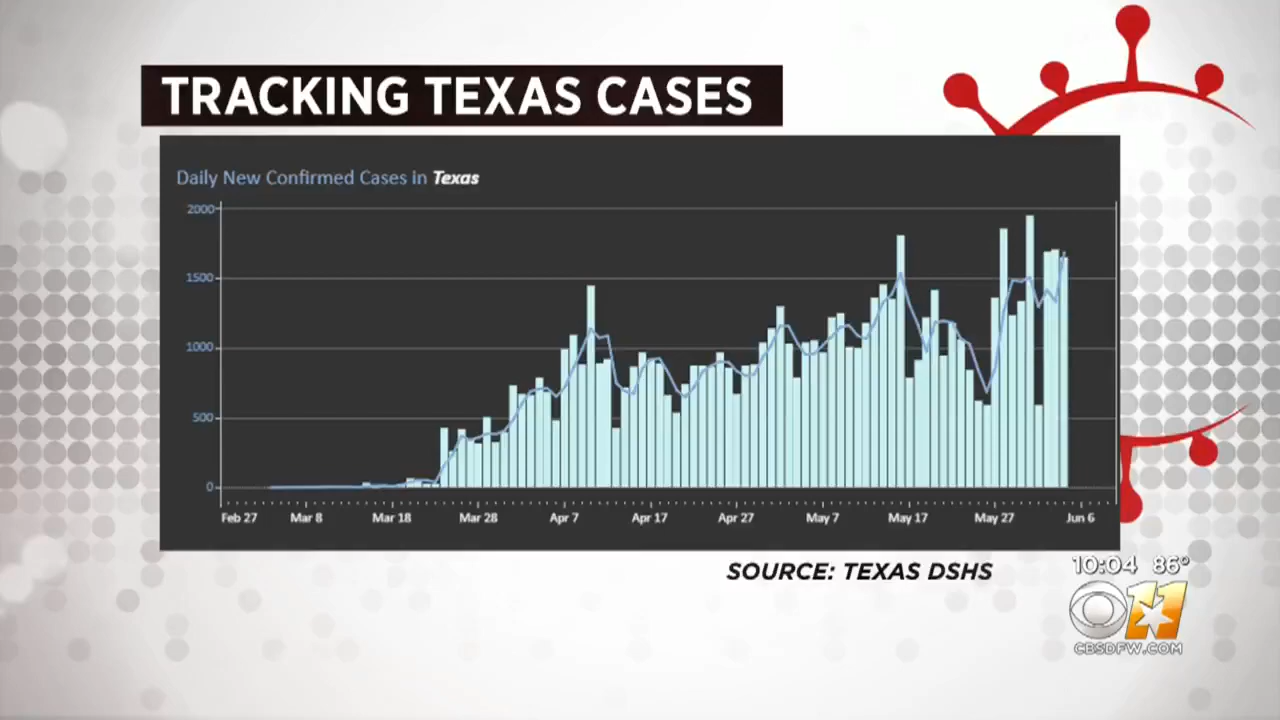 TRACKING TEXAS CASES
Daily New Confirmed Cases in Texas
2000
1500
1000
500
0
Feb 27 Mar 8 Mar 18 Mar 28 Apr 7 Apr 17 Apr 27 May 7 May 17 May 27 Jun 6
SOURCE: TEXAS DSHS
10:04 86°
11
CBSDFW.COM